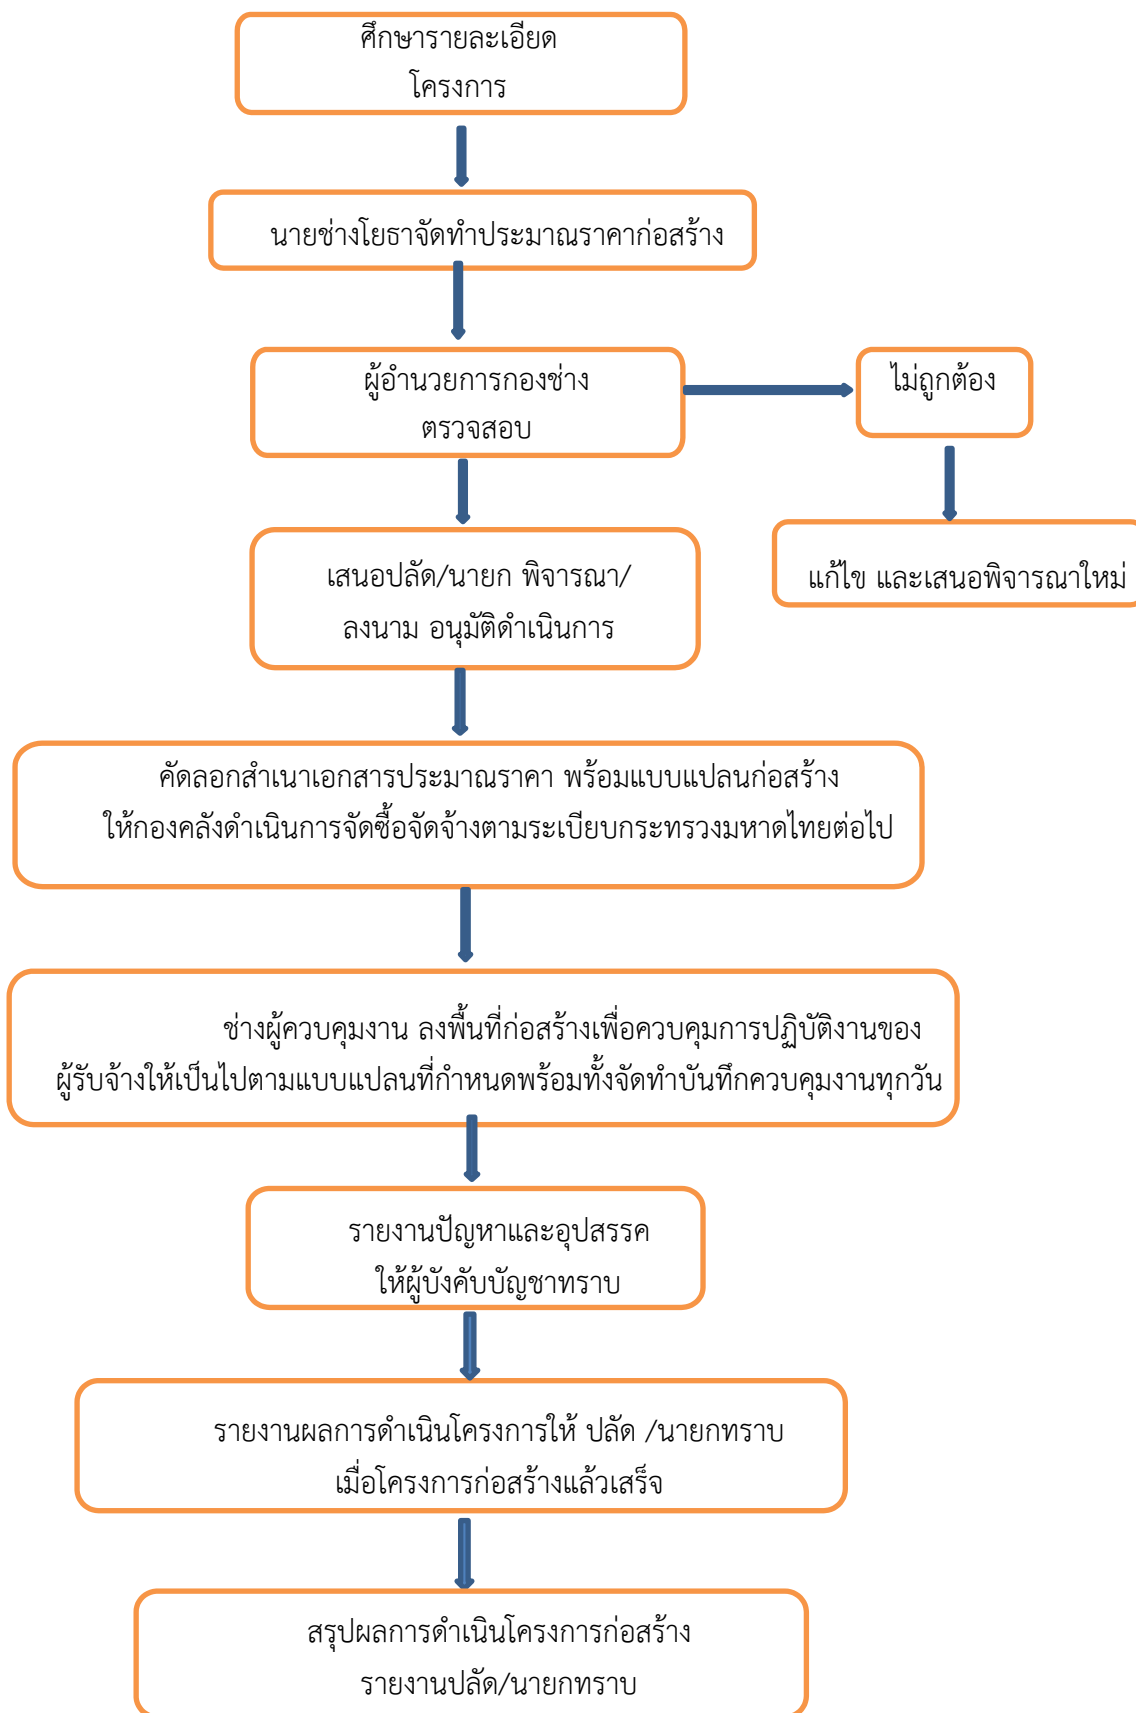 ศึกษารายละเอียด
โครงการ
นายช่างโยธาจัดทำประมาณราคาก่อสร้าง
ผู้อำนวยการกองช่าง
ตรวจสอบ
ไม่ถูกต้อง
เสนอปลัด/นายก พิจารณา/
ลงนาม อนุมัติดำเนินการ
แก้ไข และเสนอพิจารณาใหม่
คัดลอกสำเนาเอกสารประมาณราคา พร้อมแบบแปลนก่อสร้าง
ให้กองคลังดำเนินการจัดซื้อจัดจ้างตามระเบียบกระทรวงมหาดไทยต่อไป
ช่างผู้ควบคุมงาน ลงพื้นที่ก่อสร้างเพื่อควบคุมการปฏิบัติงานของ
ผู้รับจ้างให้เป็นไปตามแบบแปลนที่กำหนดพร้อมทั้งจัดทำบันทึกควบคุมงานทุกวัน
รายงานปัญหาและอุปสรรค
ให้ผู้บังคับบัญชาทราบ
รายงานผลการดำเนินโครงการให้ ปลัด /นายกทราบ
เมื่อโครงการก่อสร้างแล้วเสร็จ
สรุปผลการดำเนินโครงการก่อสร้าง
รายงานปลัด/นายกทราบ